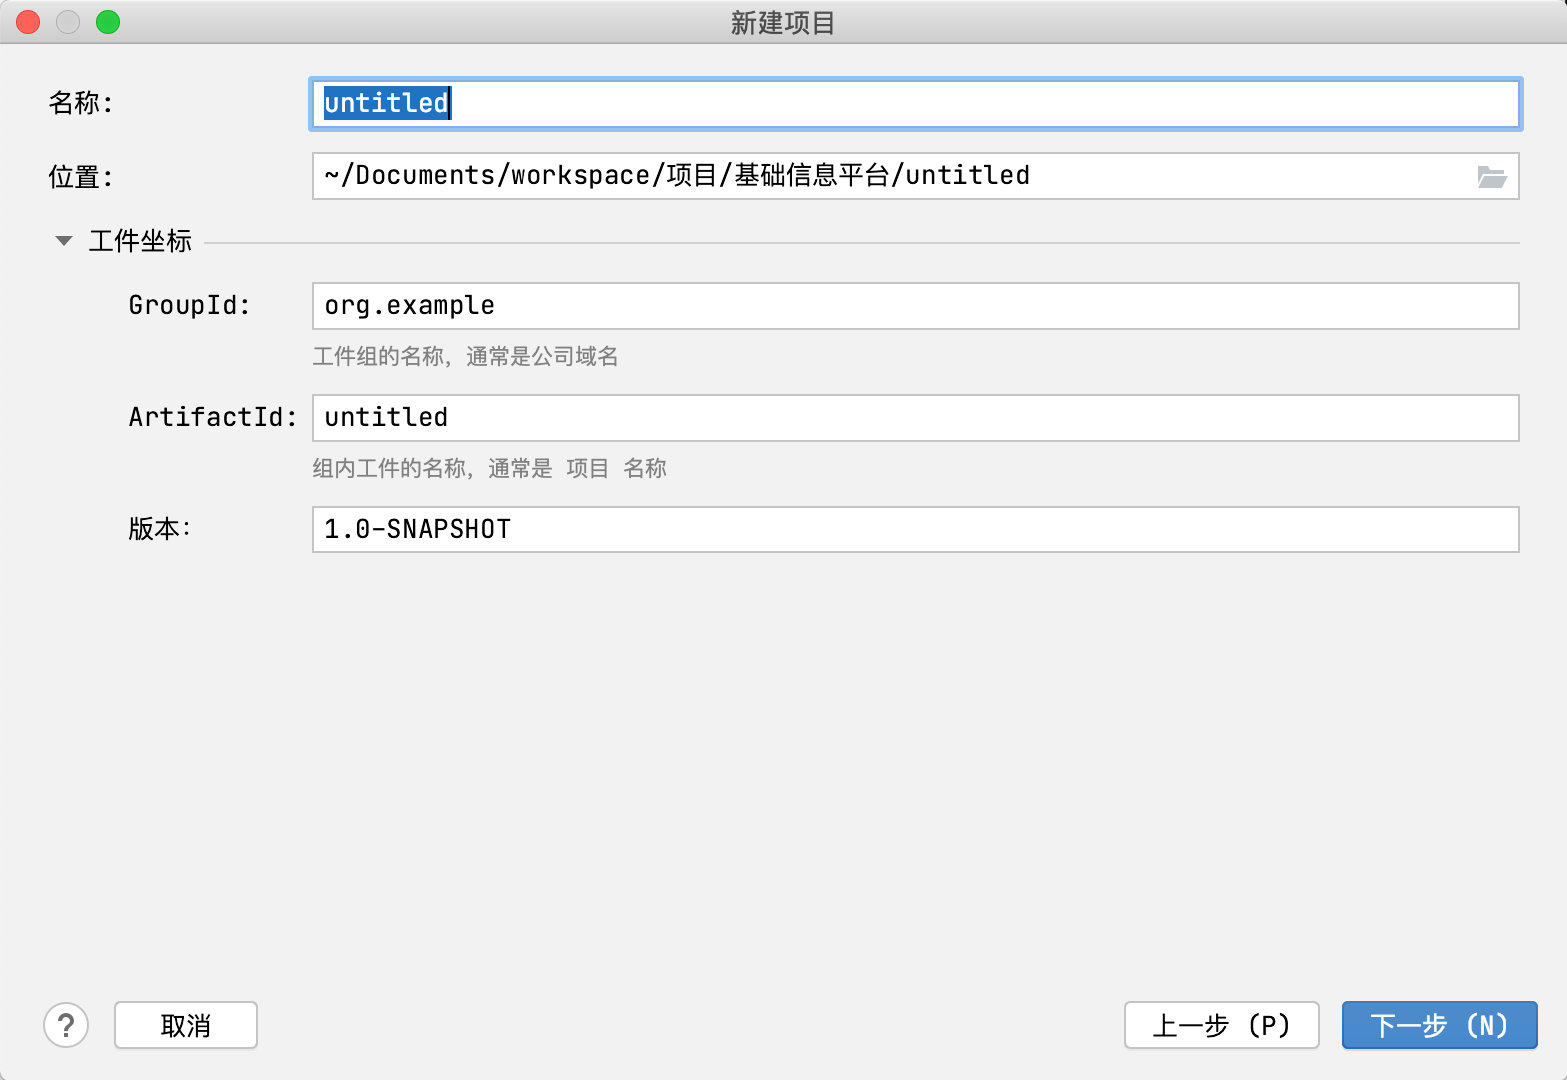 新建项目
名称: untitled
位置: ~/Documents/workspace/项目/基础信息平台/untitled
工件坐标
GroupId: org.example
工件组的名称，通常是公司域名
ArtifactId: untitled
组内工件的名称，通常是 项目 名称
版本: 1.0-SNAPSHOT
? 取消 上一步 (P) 下一步 (N)